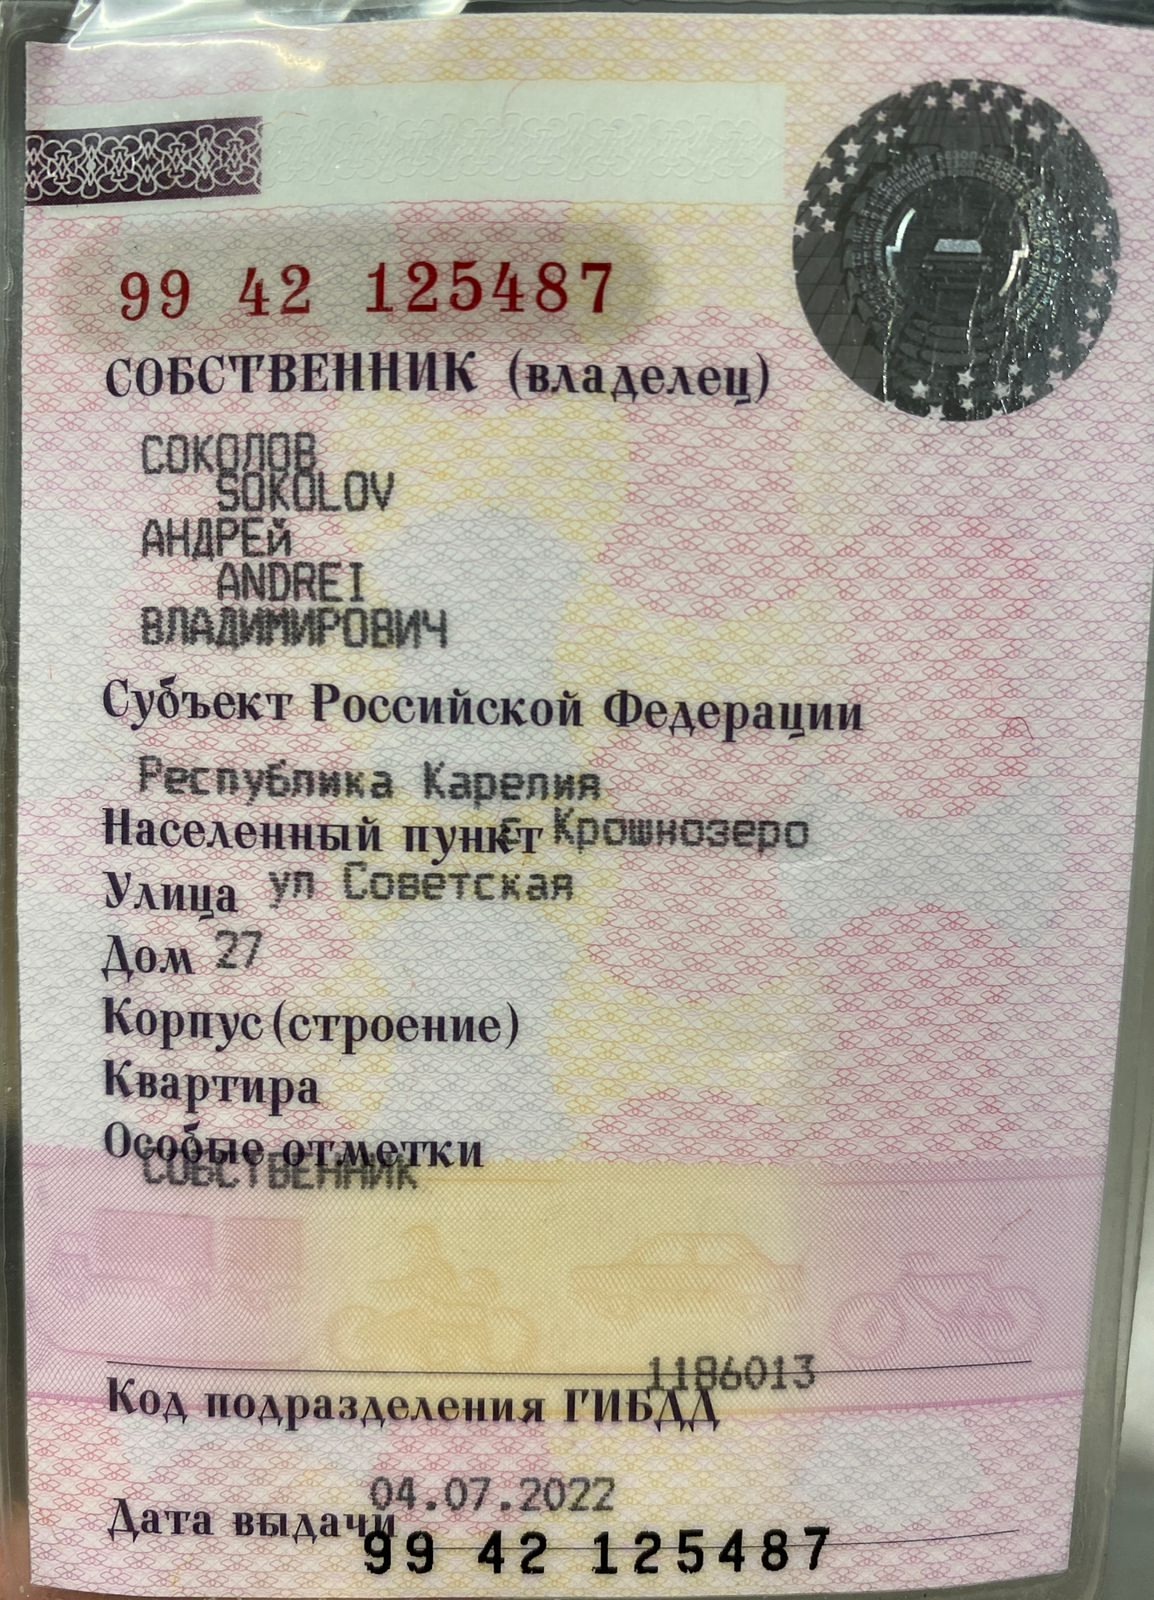 99 42 125487
СОБСТВЕННИК (владелец)
СОКОЛОВ
SOKOLOV
АНДРЕЙ
ANDREI
ВЛАДИМИРОВИЧ
Субъект Российской Федерации
Республика Карелия
Населенный пункт с Крошнозеро
Улица ул Советская
Дом 27
Корпус (строение)
Квартира
Особые отметки
СОБСТВЕННИК
1186013
Код подразделения ГИБДД
04.07.2022
Дата выдачи
99 42 125487